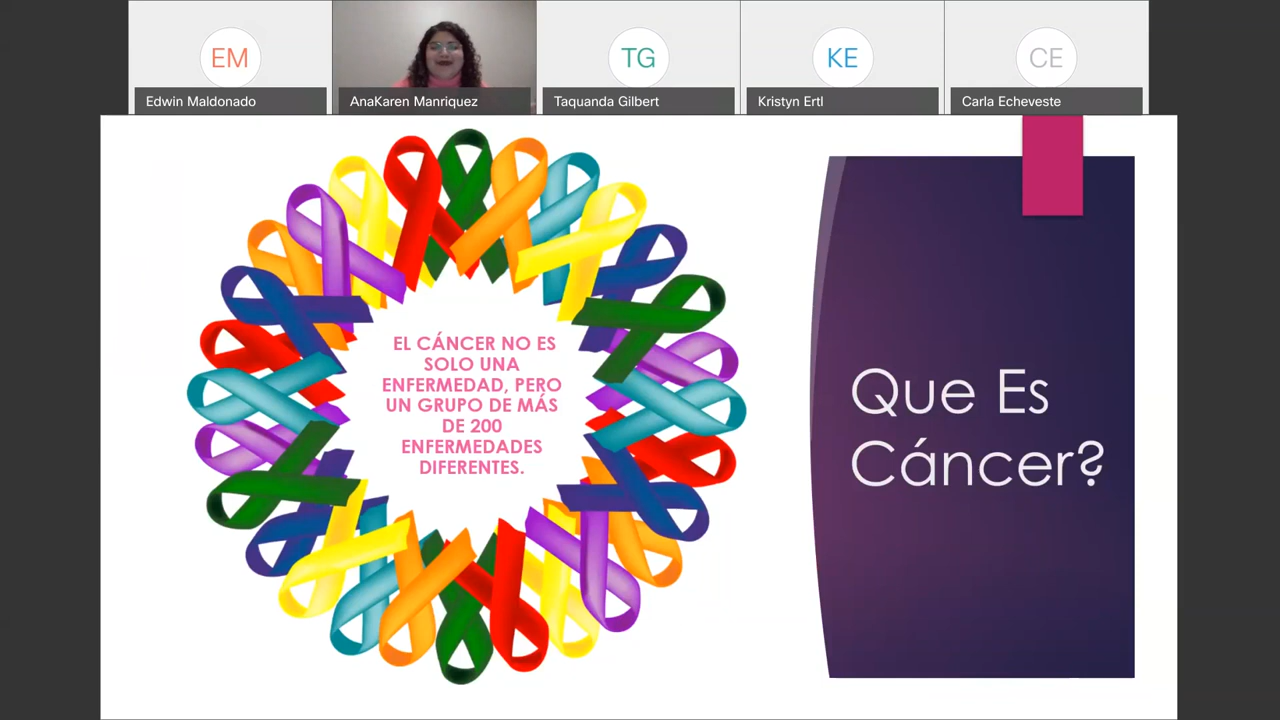 EM
Edwin Maldonado
AnaKaren Manriquez
TG
Taquanda Gilbert
KE
Kristyn Ertl
CE
Carla Echeveste
EL CÁNCER NO ES
SOLO UNA
ENFERMEDAD, PERO
UN GRUPO DE MÁS
DE 200
ENFERMEDADES
DIFERENTES.
Que Es
Cáncer?